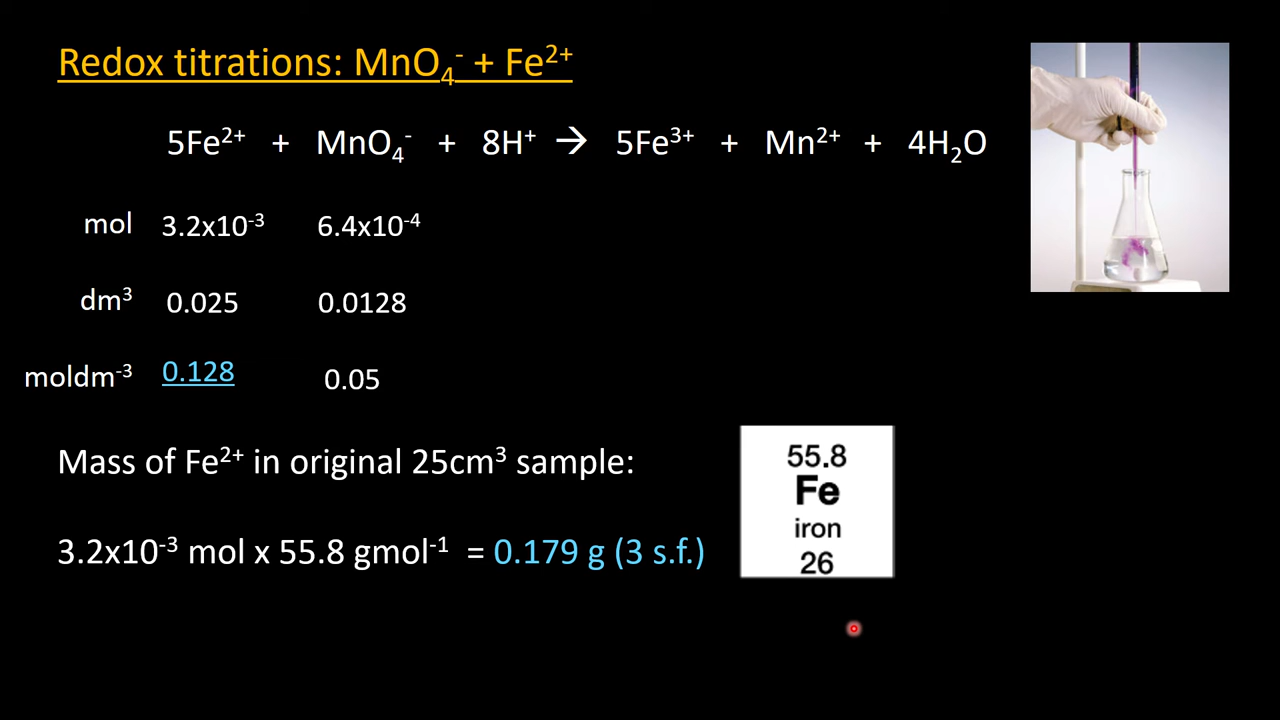 Redox titrations: MnO₄⁻ + Fe²⁺
5Fe²⁺ + MnO₄⁻ + 8H⁺ → 5Fe³⁺ + Mn²⁺ + 4H₂O
mol 3.2x10⁻³ 6.4x10⁻⁴
dm³ 0.025 0.0128
moldm⁻³ 0.128 0.05
Mass of Fe²⁺ in original 25cm³ sample:
3.2x10⁻³ mol x 55.8 gmol⁻¹ = 0.179 g (3 s.f.)
55.8
Fe
iron
26